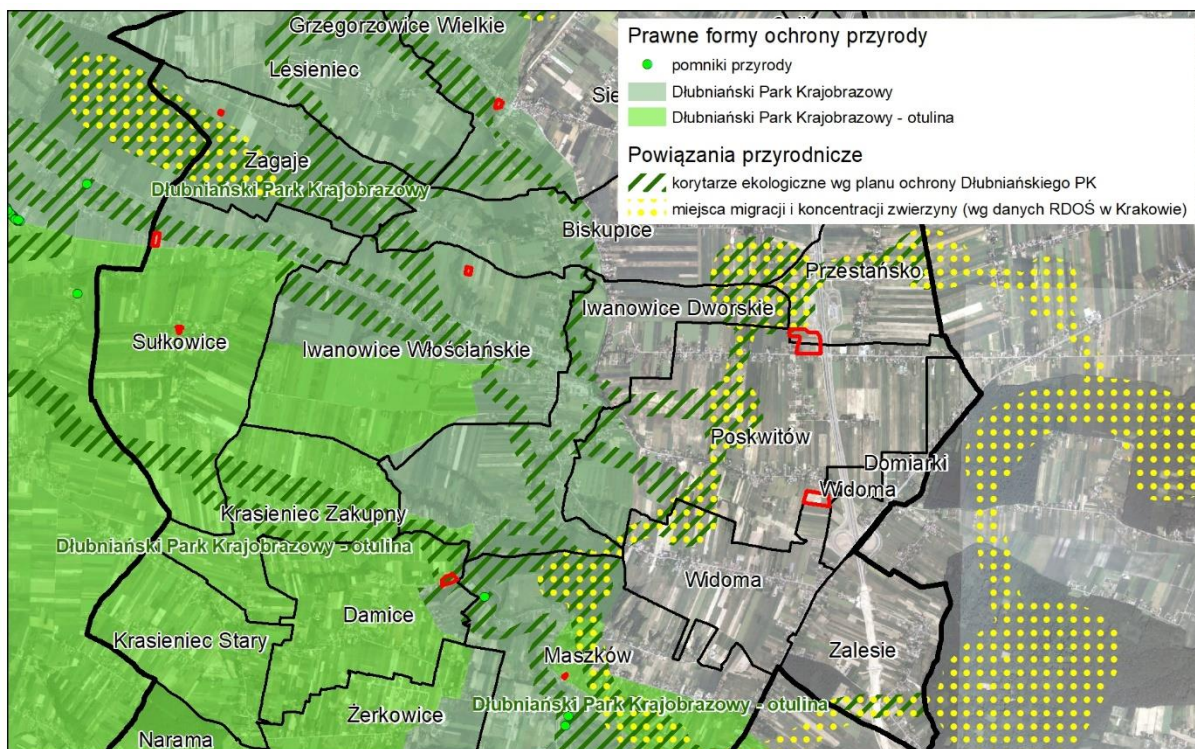 Grzegorzowice Wielkie
Lesieniec
Prawne formy ochrony przyrody
pomniki przyrody
Dłubniański Park Krajobrazowy
Dłubniański Park Krajobrazowy - otulina
Powiązania przyrodnicze
korytarze ekologiczne wg planu ochrony Dłubniańskiego PK
miejsca migracji i koncentracji zwierzyny (wg danych RDOŚ w Krakowie)
Zagaje
Dłubniański Park Krajobrazowy
Biskupice
Przestańsko
Iwanowice Dworskie
Sułkowice
Iwanowice Włościańskie
Poskwitów
Domiarki
Widoma
Krasieniec Zakupny
Dłubniański Park Krajobrazowy - otulina
Widoma
Damice
Krasieniec Stary
Maszków
Zalesie
Dłubniański Park Krajobrazowy - otulina
Żerkowice
Narama